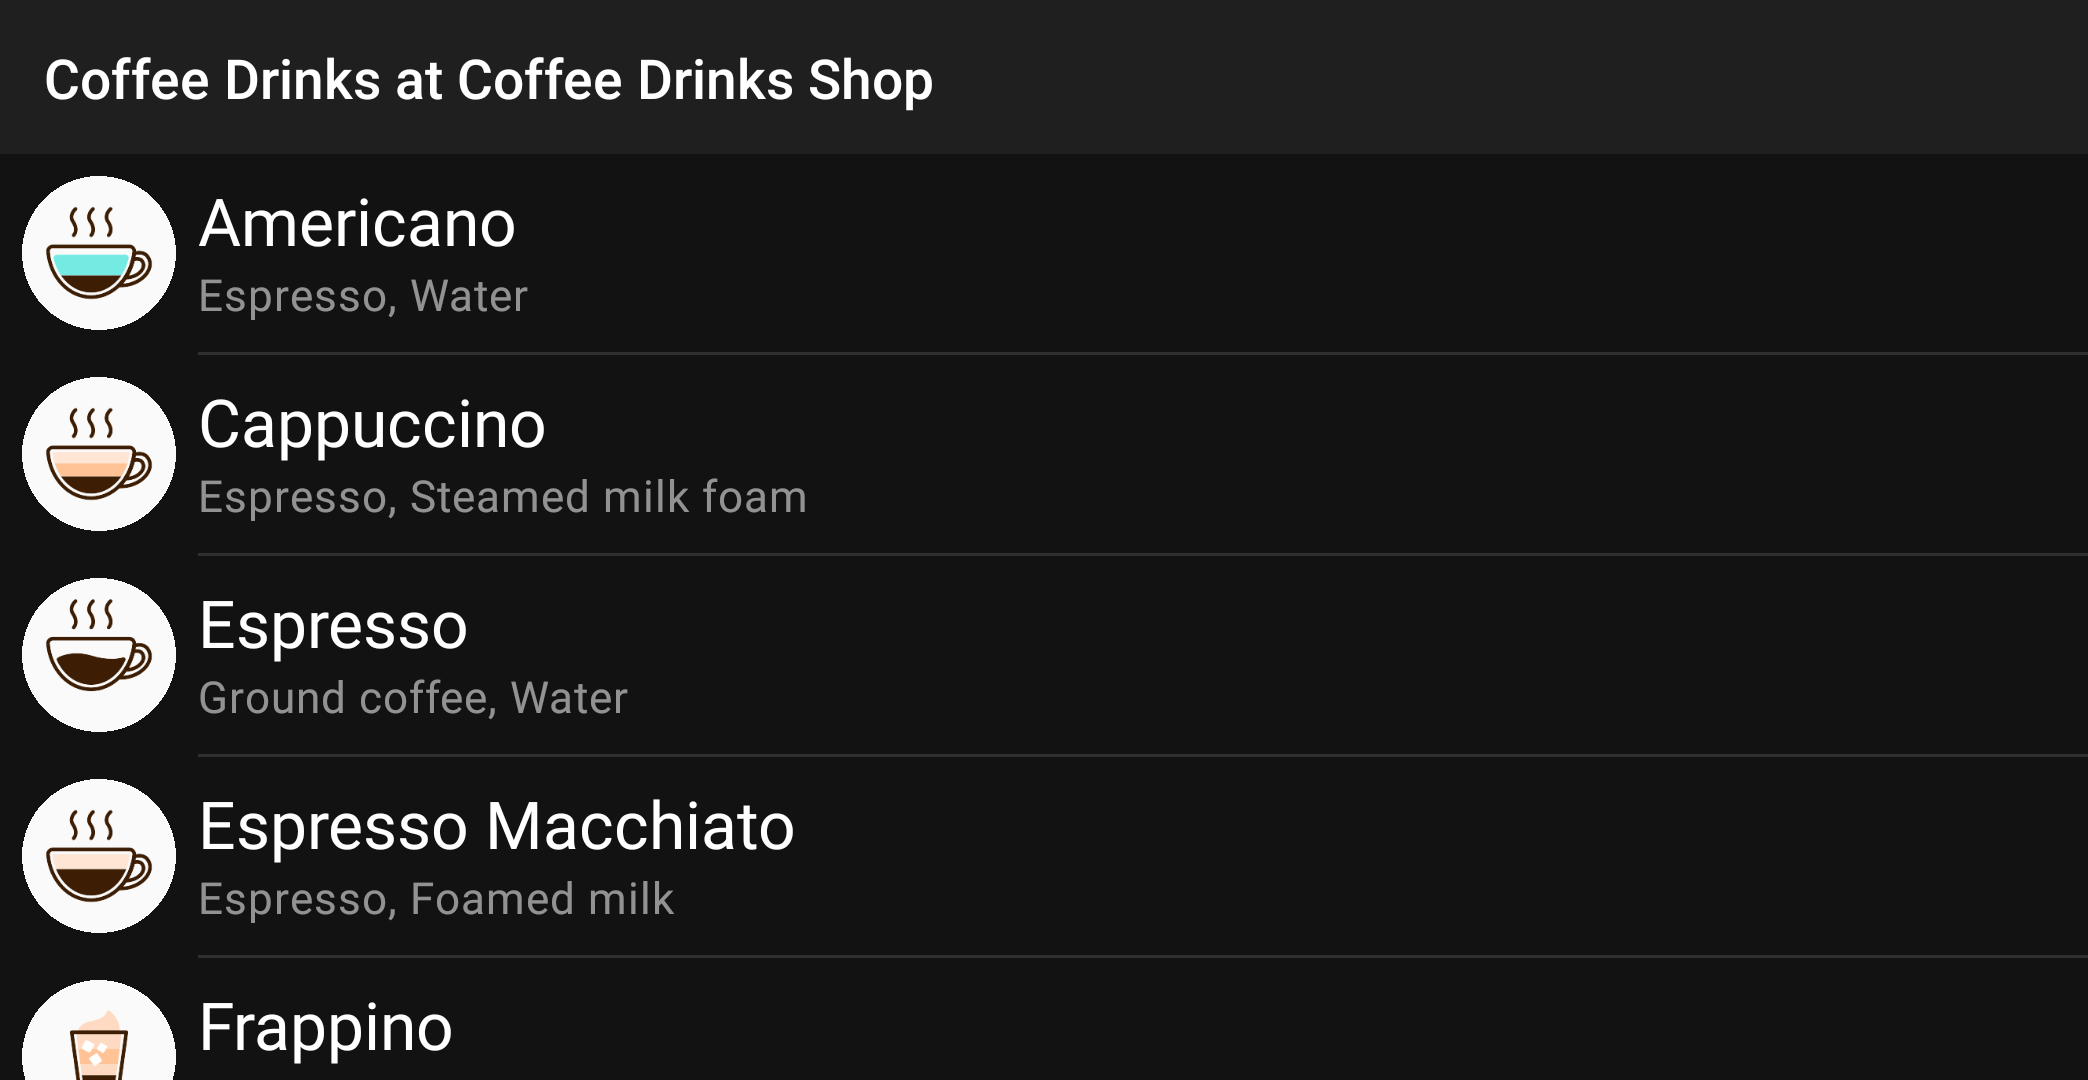 Coffee Drinks at Coffee Drinks Shop
Americano
Espresso, Water
Cappuccino
Espresso, Steamed milk foam
Espresso
Ground coffee, Water
Espresso Macchiato
Espresso, Foamed milk
Frappino